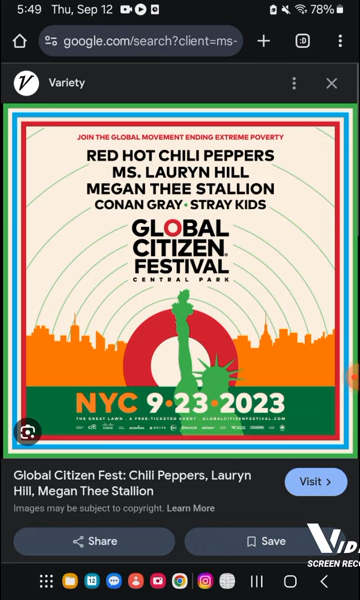 5:49 Thu, Sep 12 78%
google.com/search?client=ms-
Variety
JOIN THE GLOBAL MOVEMENT ENDING EXTREME POVERTY
RED HOT CHILI PEPPERS
MS. LAURYN HILL
MEGAN THEE STALLION
CONAN GRAY • STRAY KIDS
GLOBAL
CITIZEN®
FESTIVAL
CENTRAL PARK
NYC 9•23•2023
THE GREAT LAWN . A FREE-TICKETED EVENT . GLOBALCITIZENFESTIVAL.COM
Global Citizen Fest: Chili Peppers, Lauryn
Hill, Megan Thee Stallion
Visit >
Images may be subject to copyright. Learn More
Share
Save
SCREEN REC